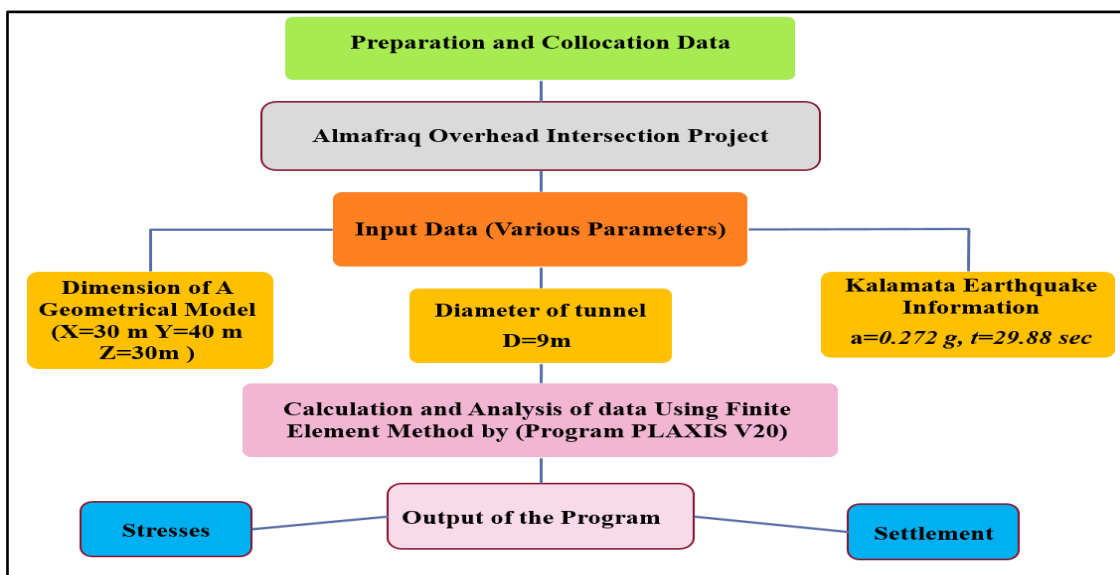 Preparation and Collocation Data
Almafraq Overhead Intersection Project
Input Data (Various Parameters)
Dimension of A
Geometrical Model
(X=30 m Y=40 m
Z=30m )
Diameter of tunnel
D=9m
Kalamata Earthquake
Information
a=0.272 g, t=29.88 sec
Calculation and Analysis of data Using Finite
Element Method by (Program PLAXIS V20)
Stresses
Output of the Program
Settlement